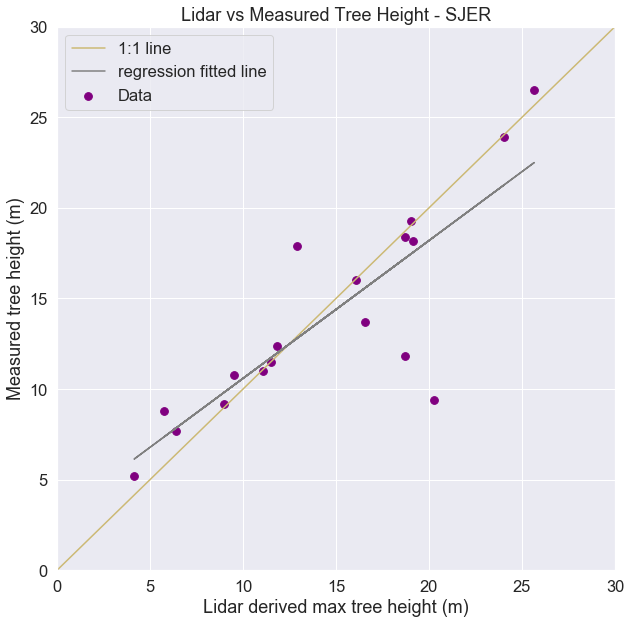 Lidar vs Measured Tree Height - SJER
1:1 line
regression fitted line
Data
Measured tree height (m)
30
25
20
15
10
5
0
0 5 10 15 20 25 30
Lidar derived max tree height (m)